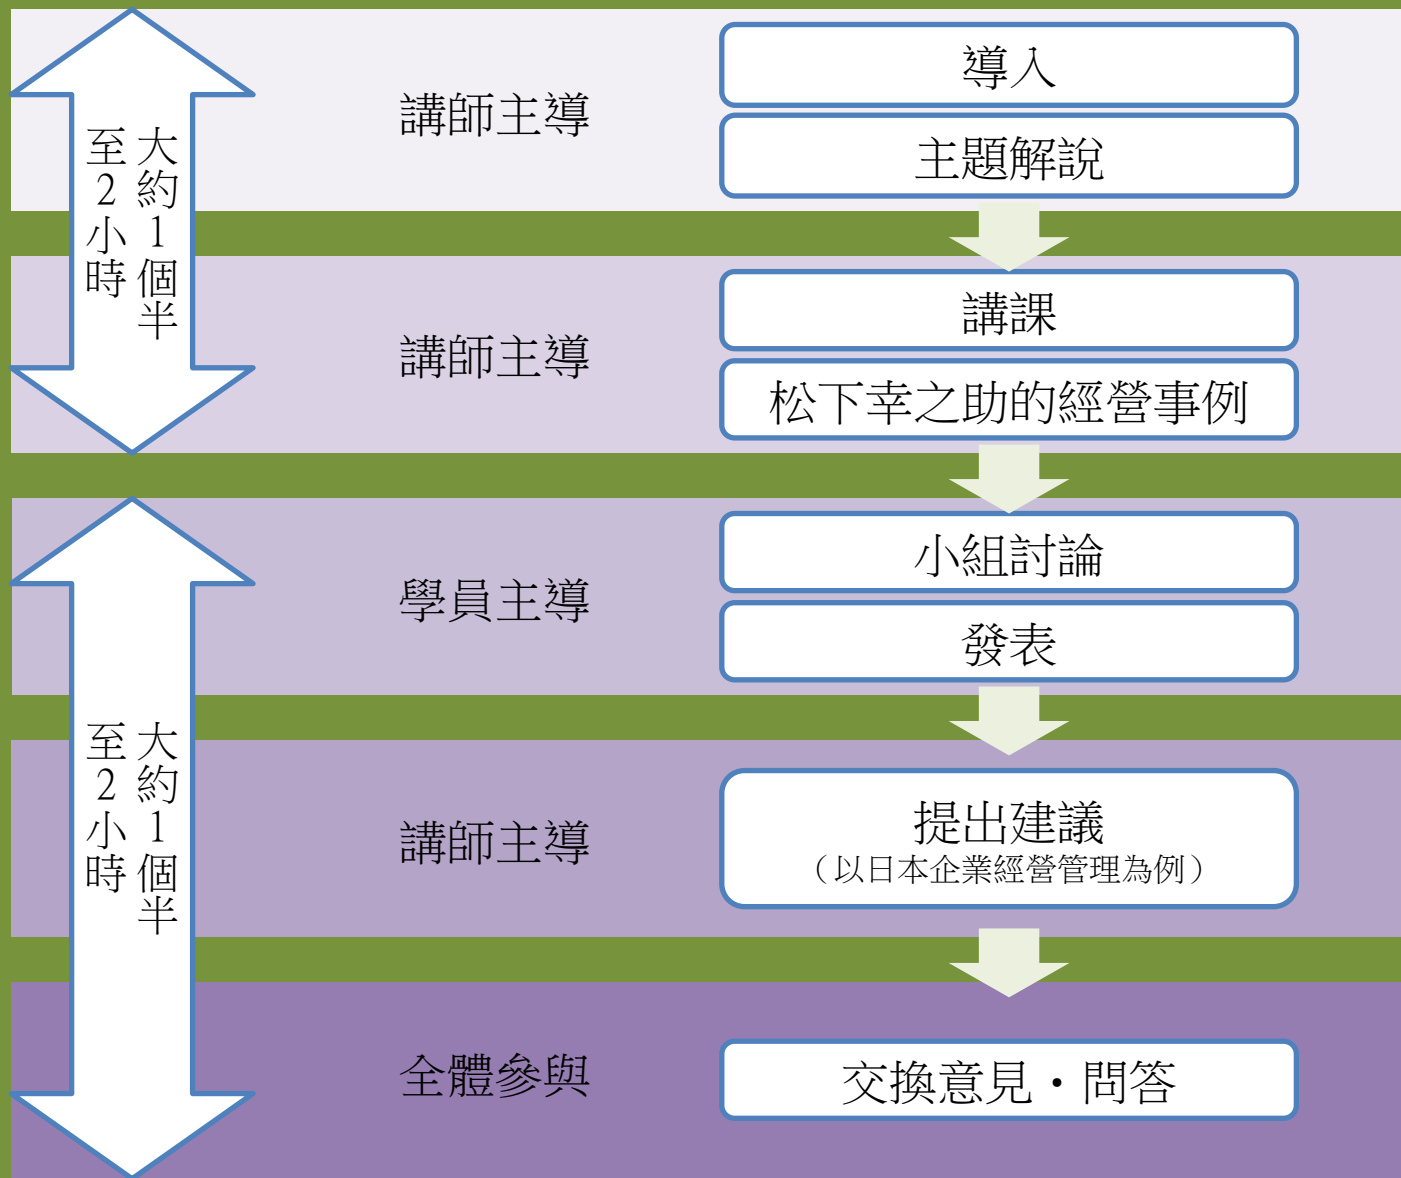 大約1個半
至2小時
講師主導
導入
主題解說
講師主導
講課
松下幸之助的經營事例
大約1個半
至2小時
學員主導
小組討論
發表
講師主導
提出建議
（以日本企業經營管理為例）
全體參與
交換意見・問答